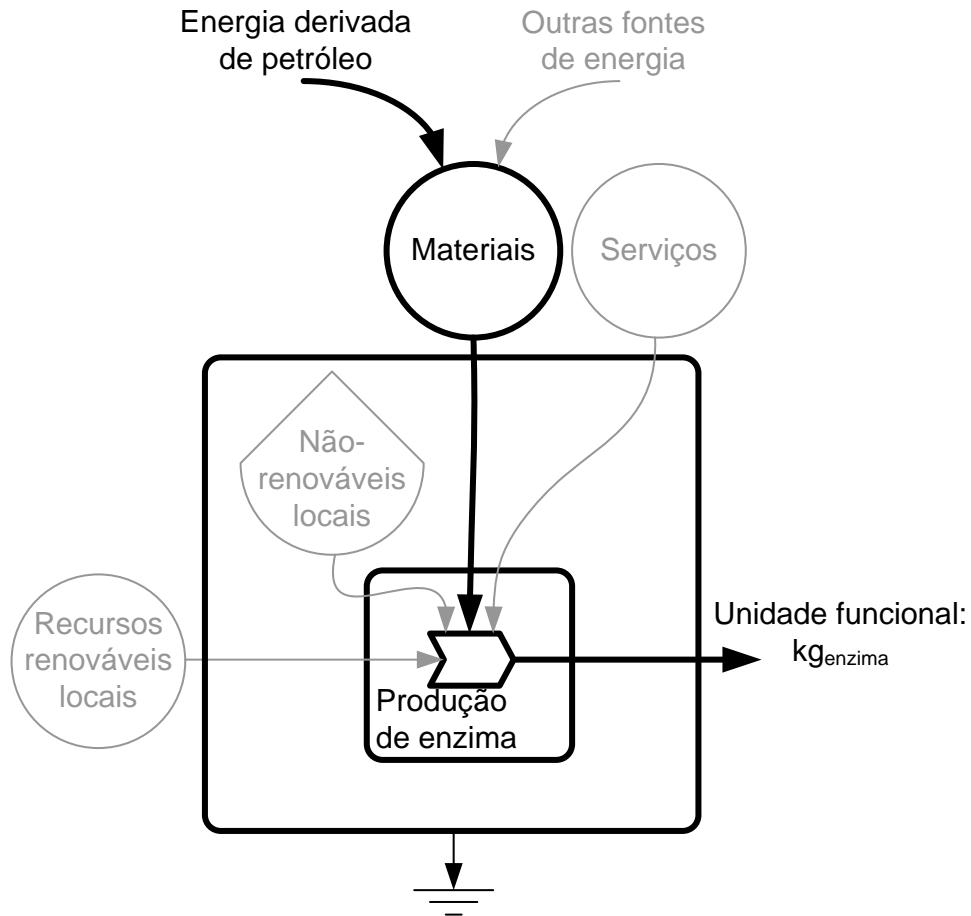 Energia derivada
de petróleo
Outras fontes
de energia
Materiais
Serviços
Não-
renováveis
locais
Recursos
renováveis
locais
Produção
de enzima
Unidade funcional:
kgenzima